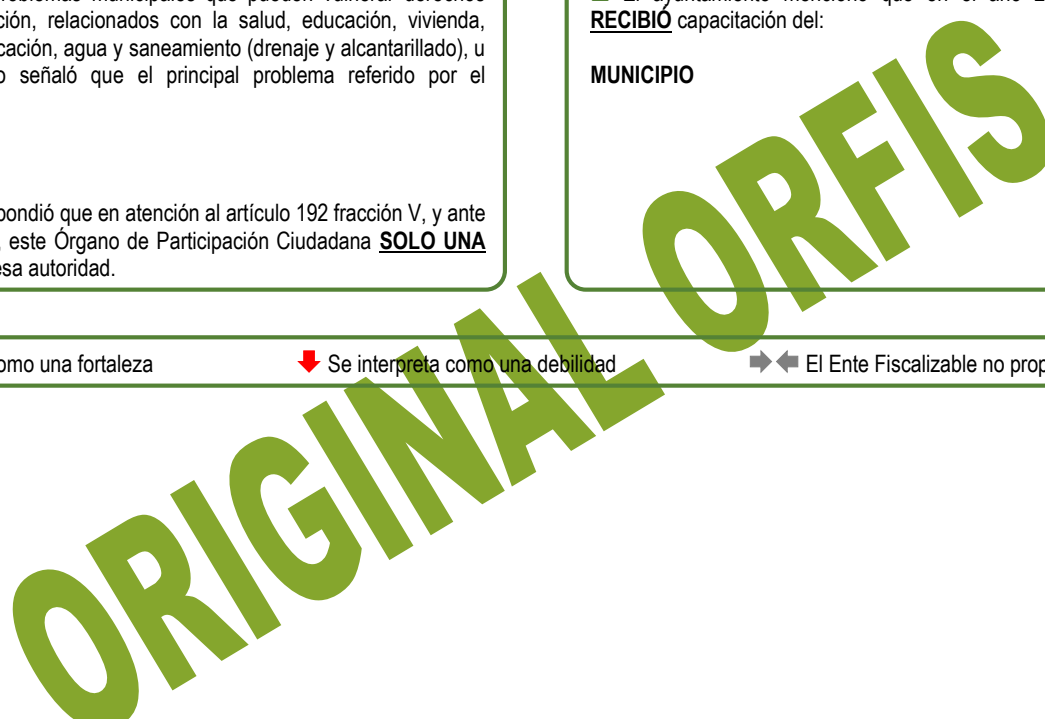 problemas municipales que pueden vulnerar derechos
ción, relacionados con la salud, educación, vivienda,
cación, agua y saneamiento (drenaje y alcantarillado), u
o señaló que el principal problema referido por el
pondió que en atención al artículo 192 fracción V, y ante
, este Órgano de Participación Ciudadana SOLO UNA
esa autoridad.
El ayuntamiento mencionó que en el año
RECIBIÓ capacitación del:
MUNICIPIO
omo una fortaleza
Se interpreta como una debilidad
El Ente Fiscalizable no prop
ORIGINAL ORFIS